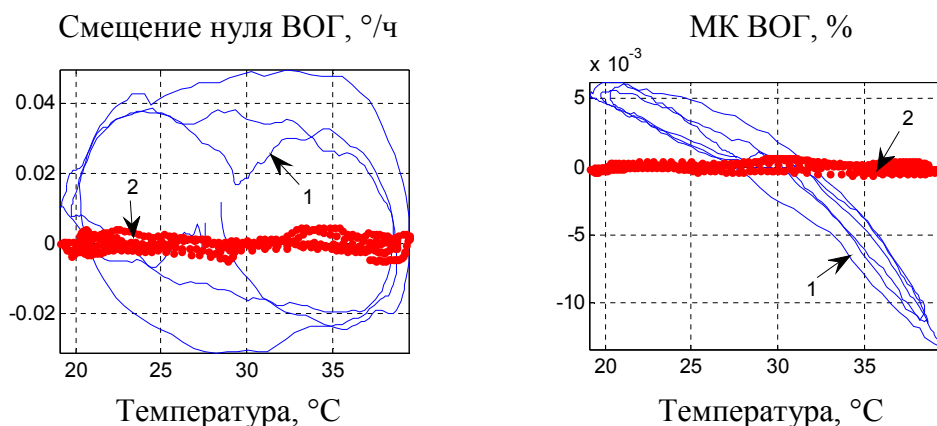 Смещение нуля ВОГ, °/ч
0.04
0.02
0
-0.02
20 25 30 35
1
2
Температура, °С
МК ВОГ, %
x 10⁻³
5
0
-5
-10
20 25 30 35
2
1
Температура, °С